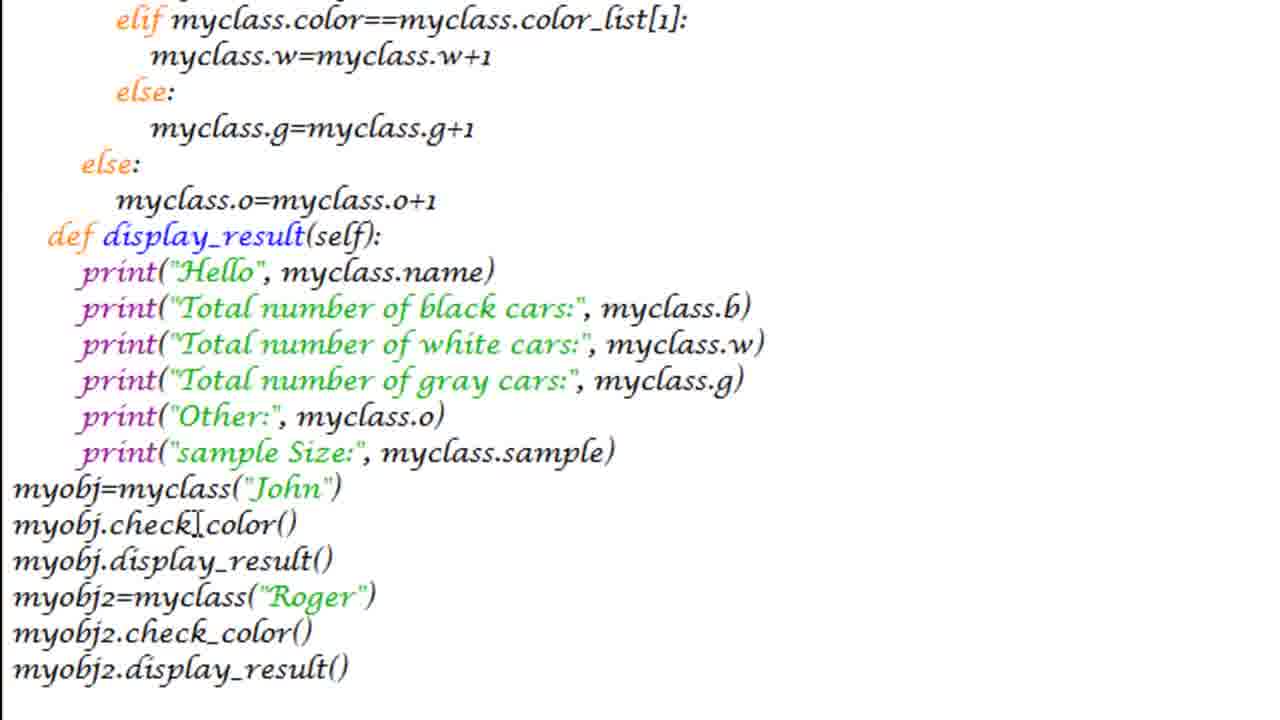 elif myclass.color==myclass.color_list[1]:
myclass.w=myclass.w+1
else:
myclass.g=myclass.g+1
else:
myclass.o=myclass.o+1
def display_result(self):
print("Hello", myclass.name)
print("Total number of black cars:", myclass.b)
print("Total number of white cars:", myclass.w)
print("Total number of gray cars:", myclass.g)
print("Other:", myclass.o)
print("sample Size:", myclass.sample)
myobj=myclass("John")
myobj.check_color()
myobj.display_result()
myobj2=myclass("Roger")
myobj2.check_color()
myobj2.display_result()